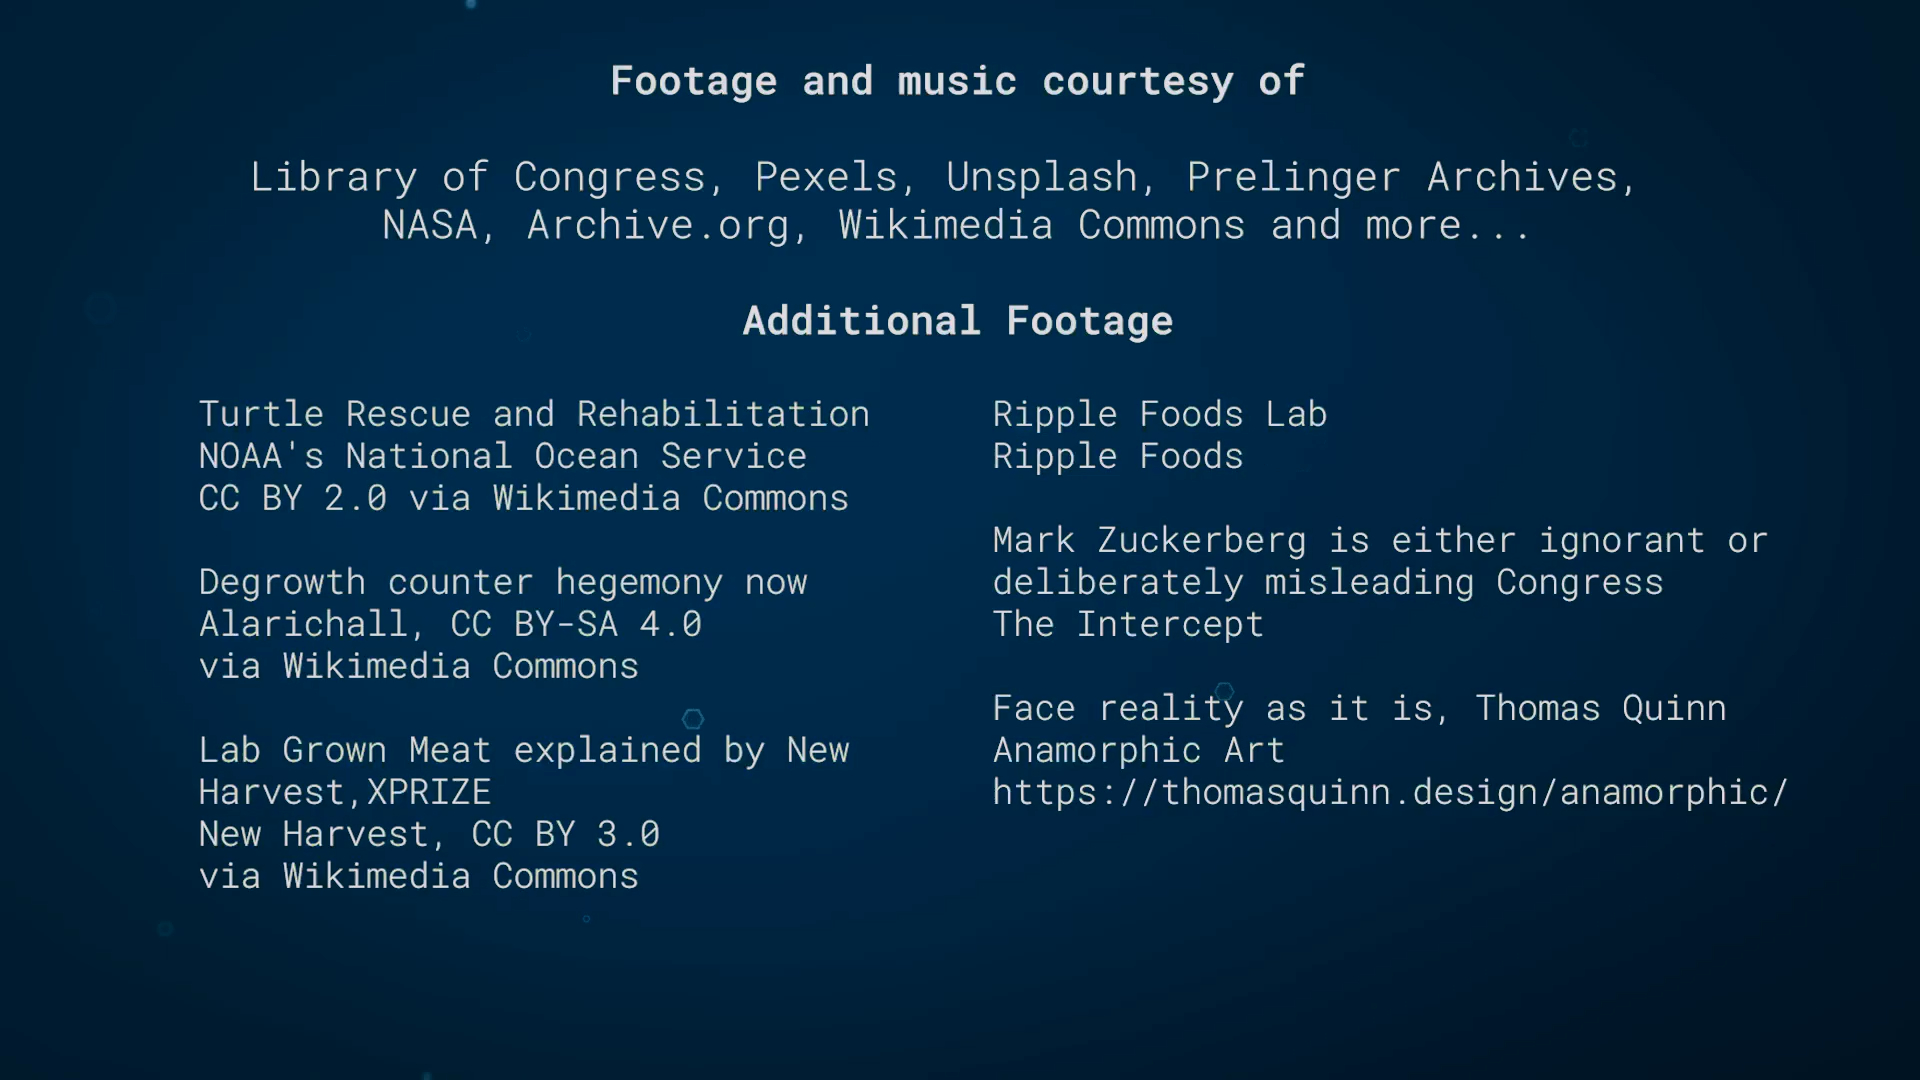 Footage and music courtesy of
Library of Congress, Pexels, Unsplash, Prelinger Archives,
NASA, Archive.org, Wikimedia Commons and more...
Additional Footage
Turtle Rescue and Rehabilitation
NOAA's National Ocean Service
CC BY 2.0 via Wikimedia Commons
Degrowth counter hegemony now
Alarichall, CC BY-SA 4.0
via Wikimedia Commons
Lab Grown Meat explained by New
Harvest,XPRIZE
New Harvest, CC BY 3.0
via Wikimedia Commons
Ripple Foods Lab
Ripple Foods
Mark Zuckerberg is either ignorant or
deliberately misleading Congress
The Intercept
Face reality as it is, Thomas Quinn
Anamorphic Art
https://thomasquinn.design/anamorphic/